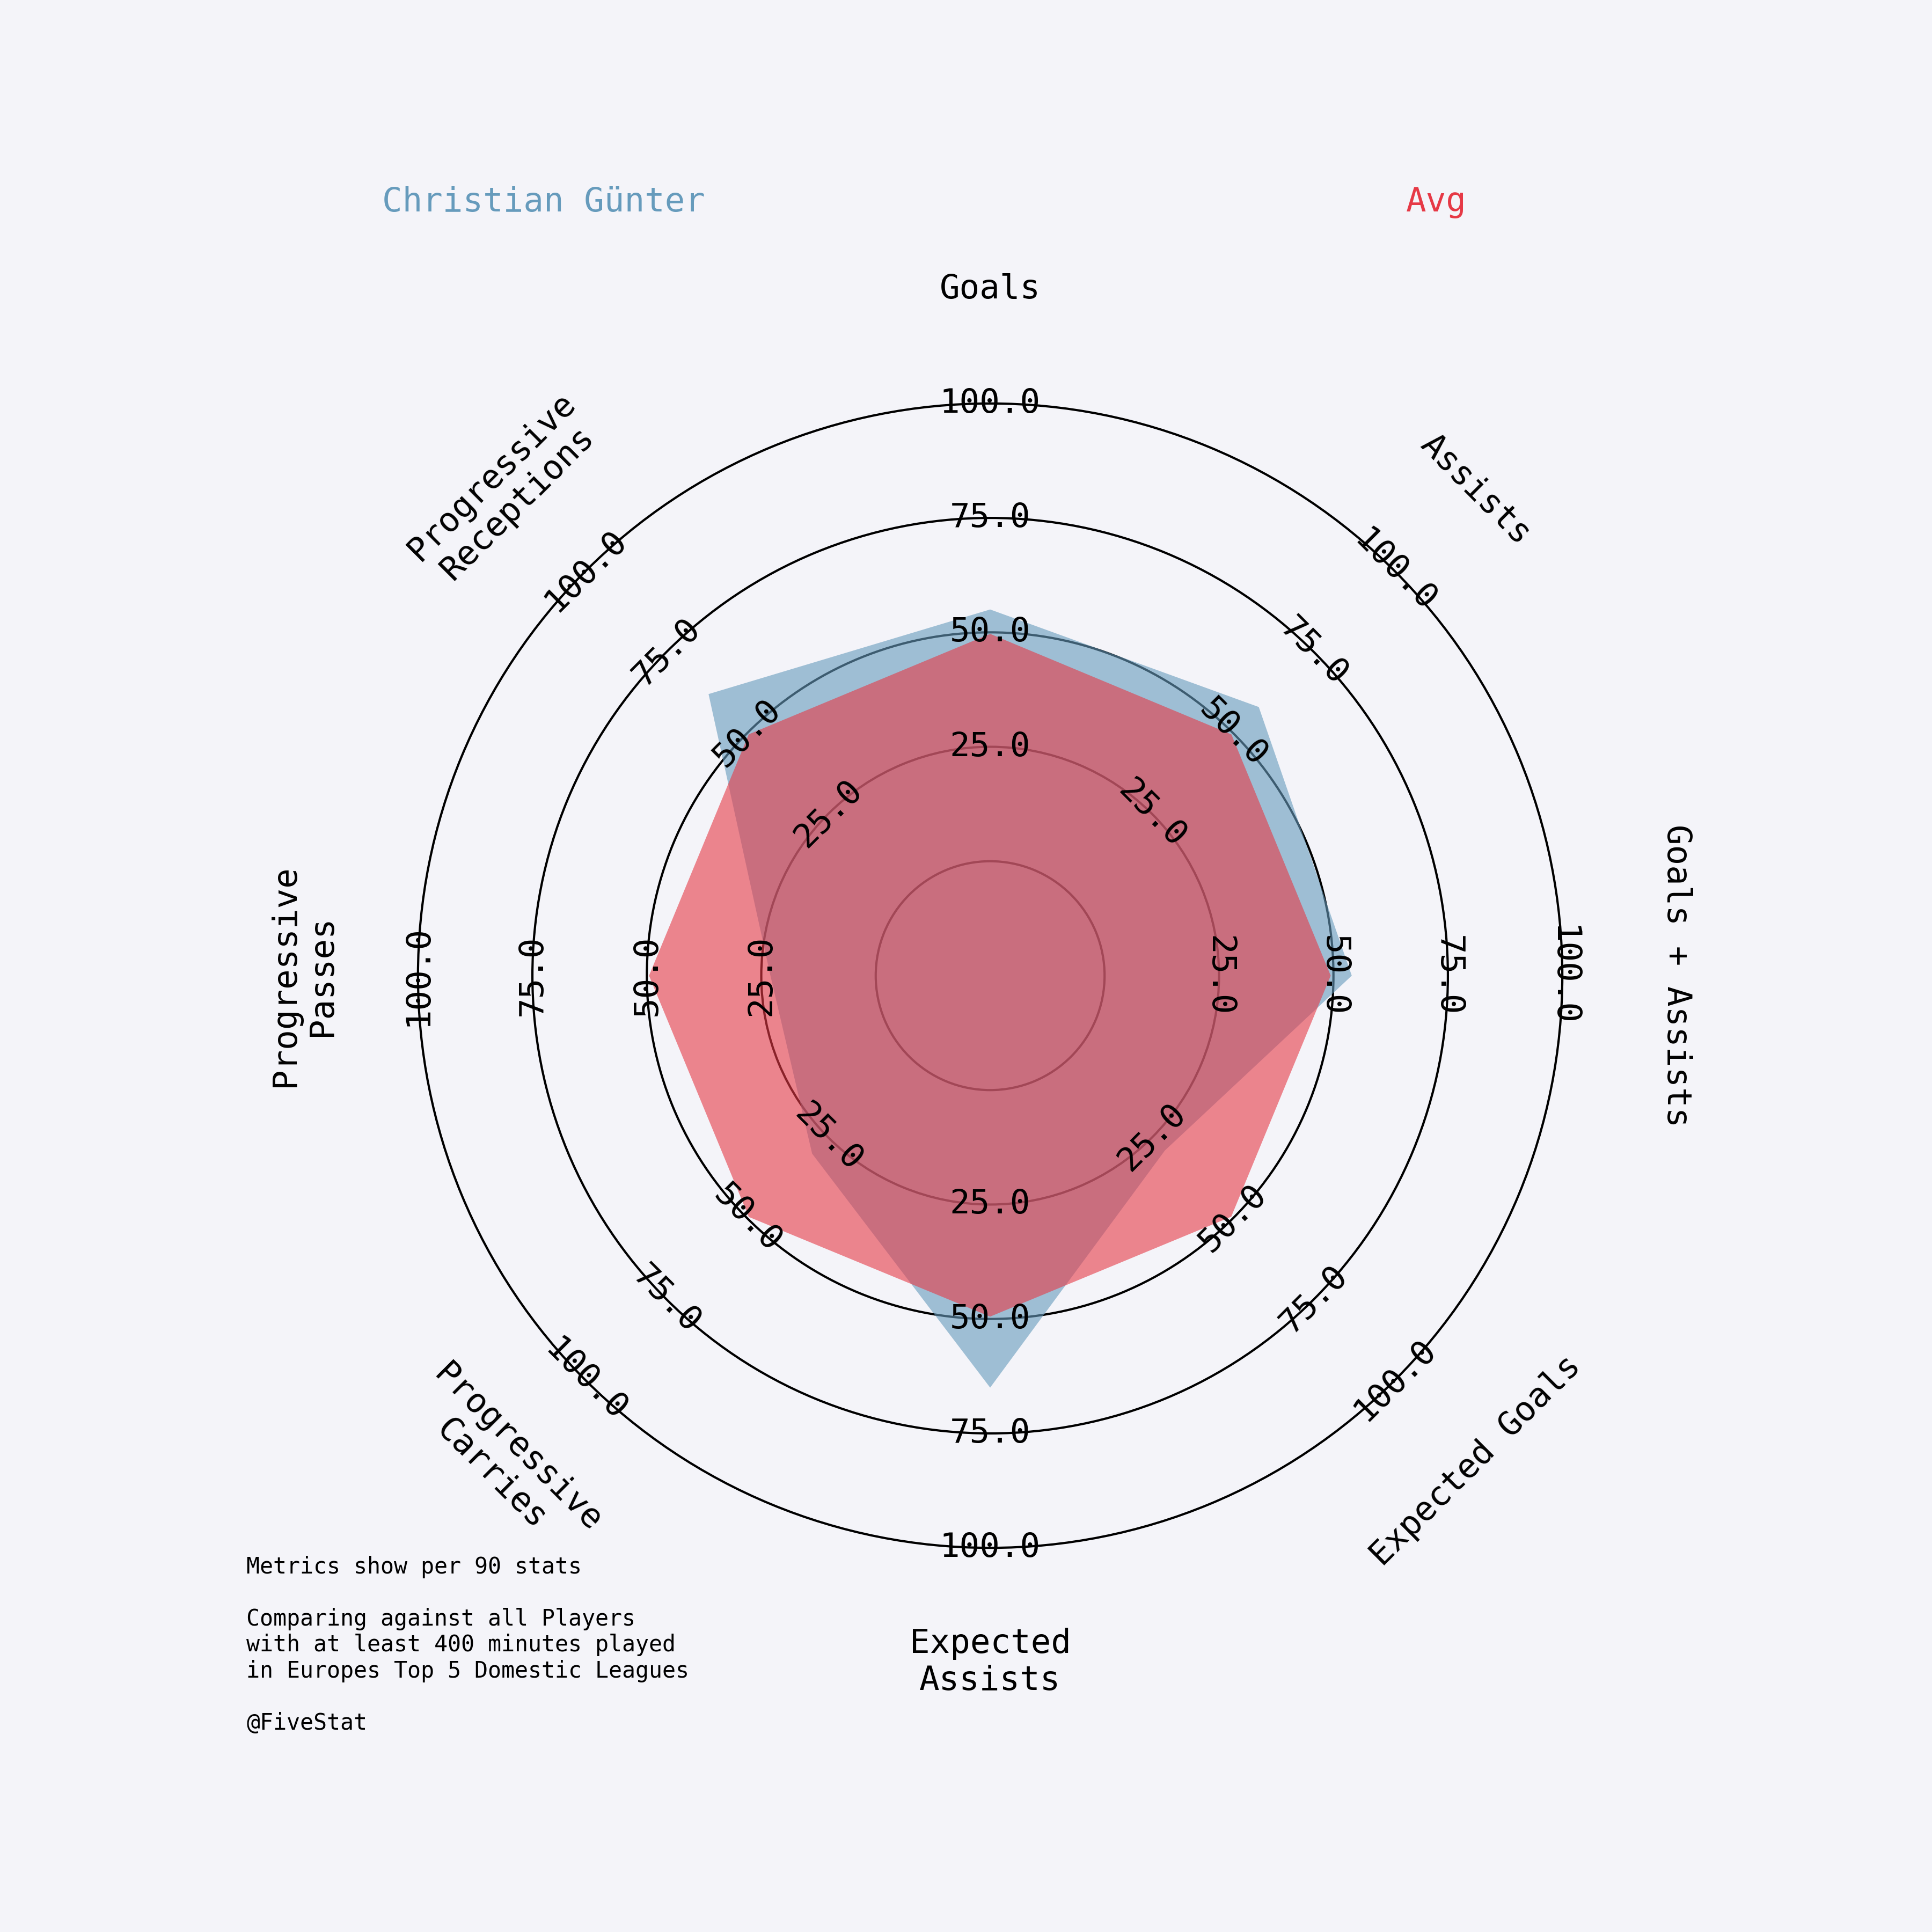 Christian Günter
Avg
Goals
Assists
Goals + Assists
Expected Goals
Expected
Assists
Progressive
Carries
Progressive
Passes
Progressive
Receptions
100.0
75.0
50.0
25.0
100.0
75.0
50.0
25.0
100.0
75.0
50.0
25.0
100.0
75.0
50.0
25.0
25.0
50.0
75.0
100.0
25.0
50.0
75.0
100.0
100.0
75.0
50.0
25.0
100.0
75.0
50.0
25.0
Metrics show per 90 stats
Comparing against all Players
with at least 400 minutes played
in Europes Top 5 Domestic Leagues
@FiveStat